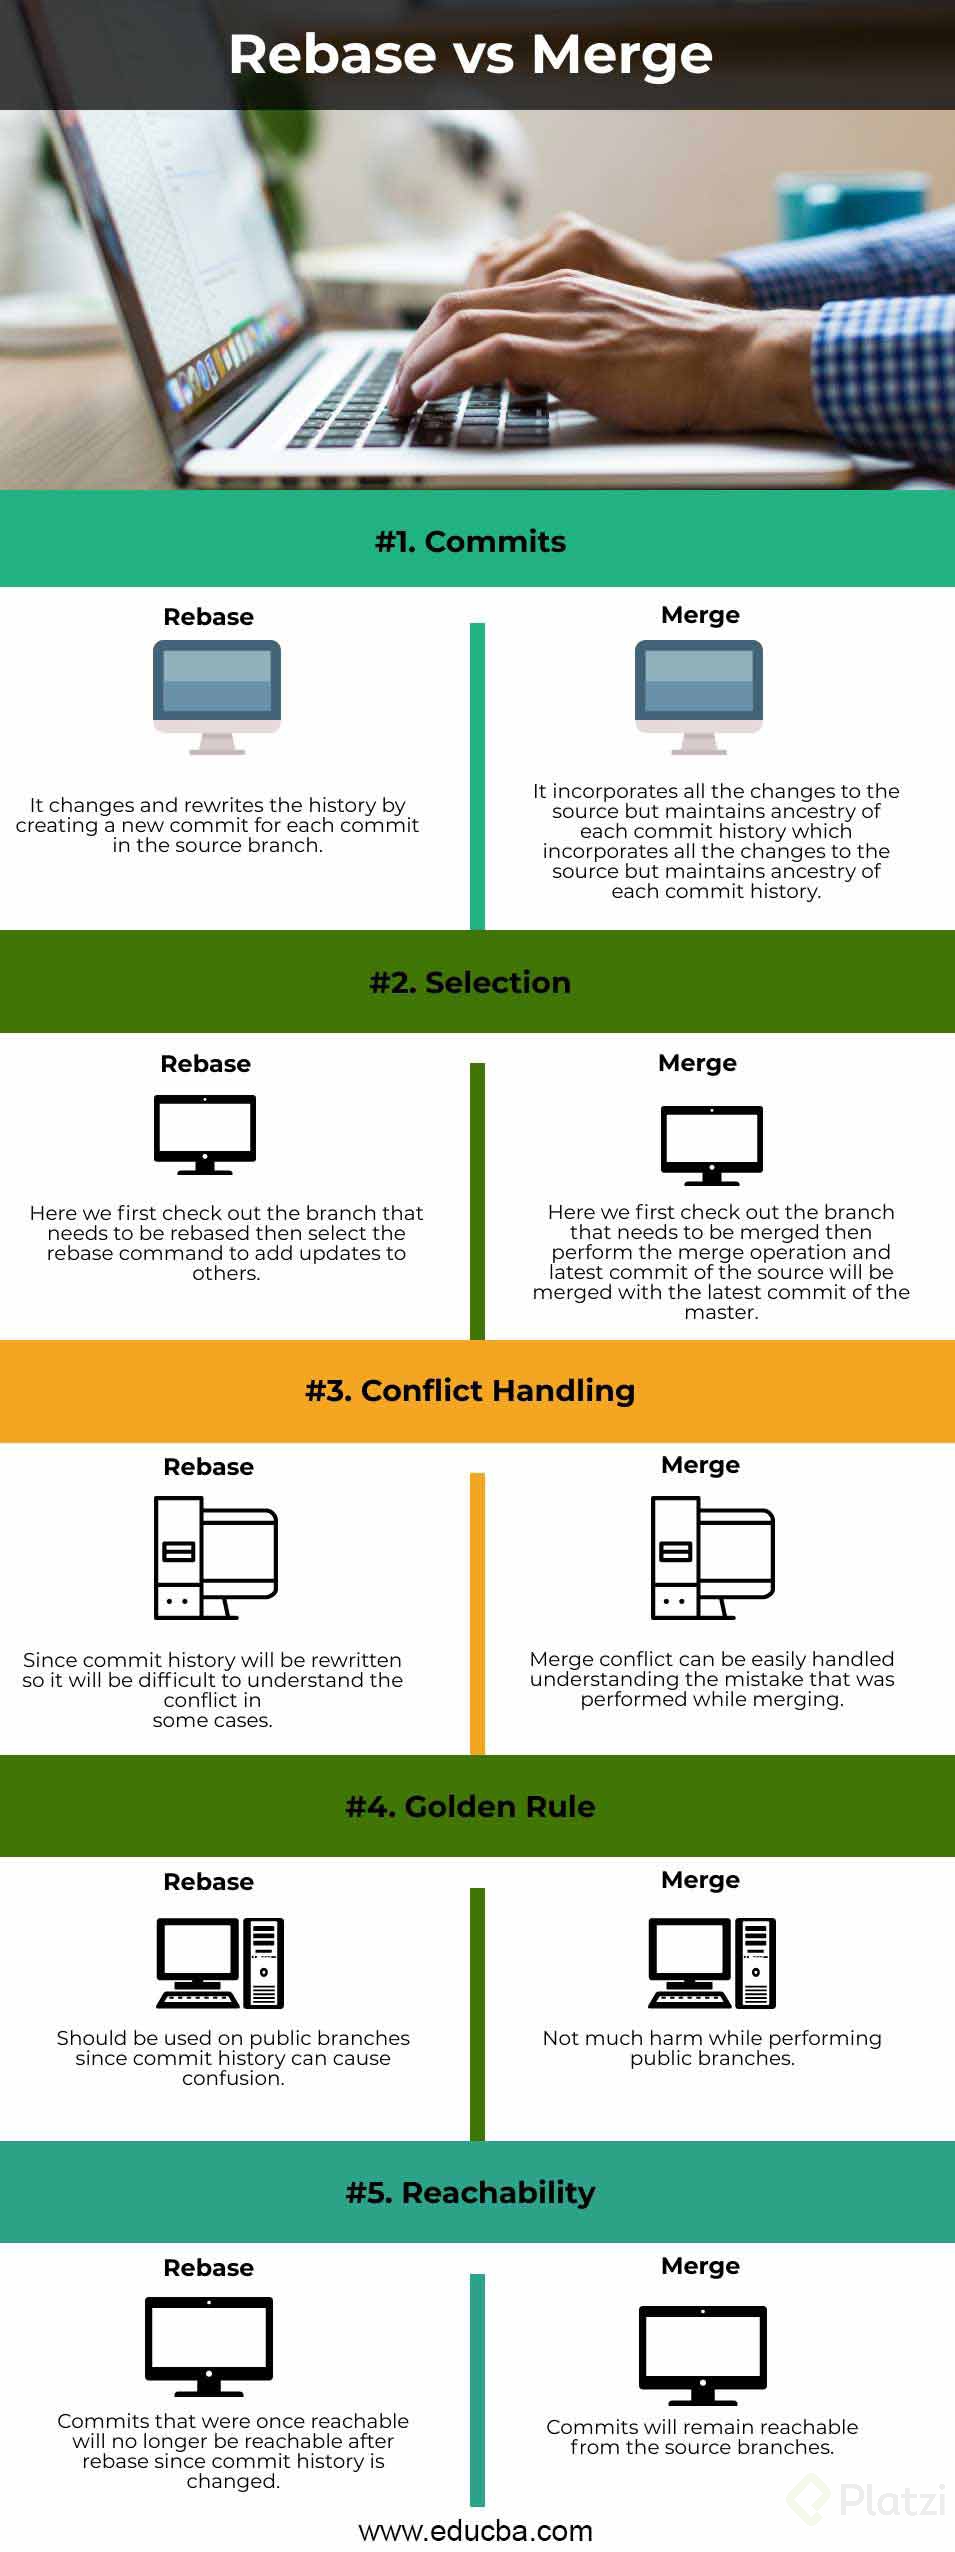 Rebase vs Merge
#1. Commits
Rebase
It changes and rewrites the history by
creating a new commit for each commit
in the source branch.
Merge
It incorporates all the changes to the
source but maintains ancestry of
each commit history which
incorporates all the changes to the
source but maintains ancestry of
each commit history.
#2. Selection
Rebase
Here we first check out the branch that
needs to be rebased then select the
rebase command to add updates to
others.
Merge
Here we first check out the branch
that needs to be merged then
perform the merge operation and
latest commit of the source will be
merged with the latest commit of the
master.
#3. Conflict Handling
Rebase
Since commit history will be rewritten
so it will be difficult to understand the
conflict in
some cases.
Merge
Merge conflict can be easily handled
understanding the mistake that was
performed while merging.
#4. Golden Rule
Rebase
Should be used on public branches
since commit history can cause
confusion.
Merge
Not much harm while performing
public branches.
#5. Reachability
Rebase
Commits that were once reachable
will no longer be reachable after
rebase since commit history is
changed.
Merge
Commits will remain reachable
from the source branches.
Platzi
www.educba.com